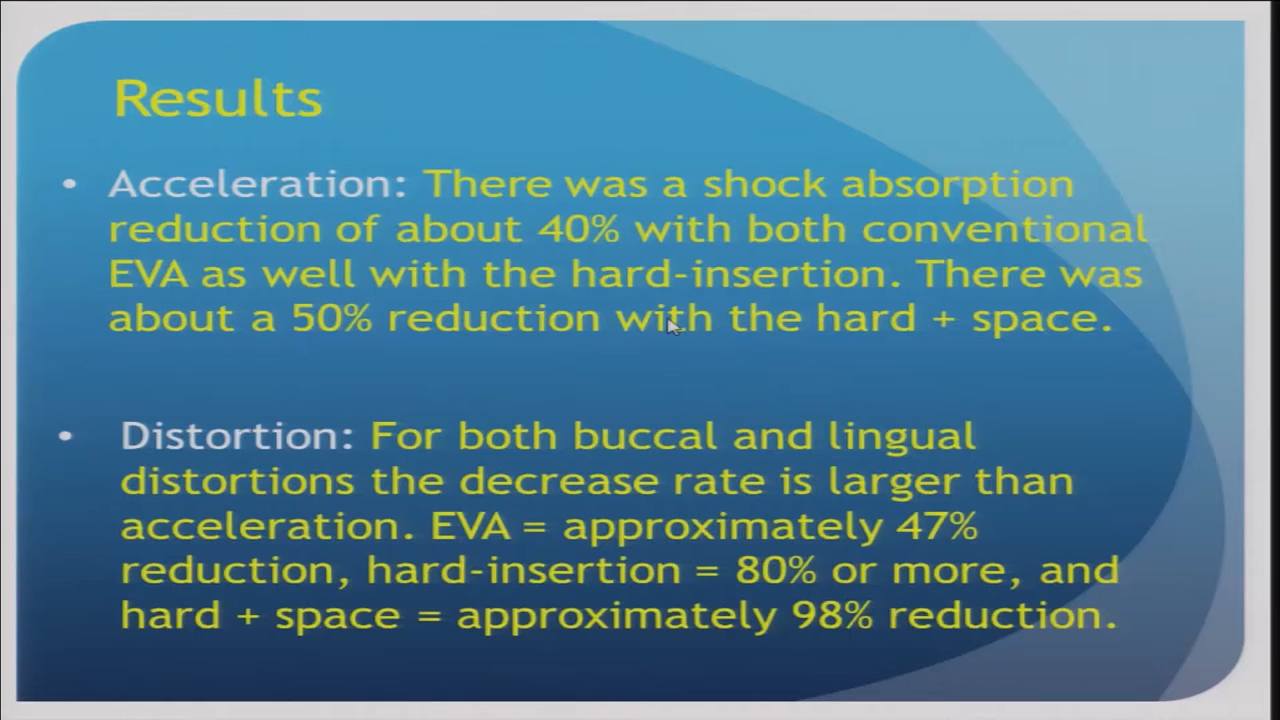 Results
• Acceleration: There was a shock absorption
reduction of about 40% with both conventional
EVA as well with the hard-insertion. There was
about a 50% reduction with the hard + space.
• Distortion: For both buccal and lingual
distortions the decrease rate is larger than
acceleration. EVA = approximately 47%
reduction, hard-insertion = 80% or more, and
hard + space = approximately 98% reduction.